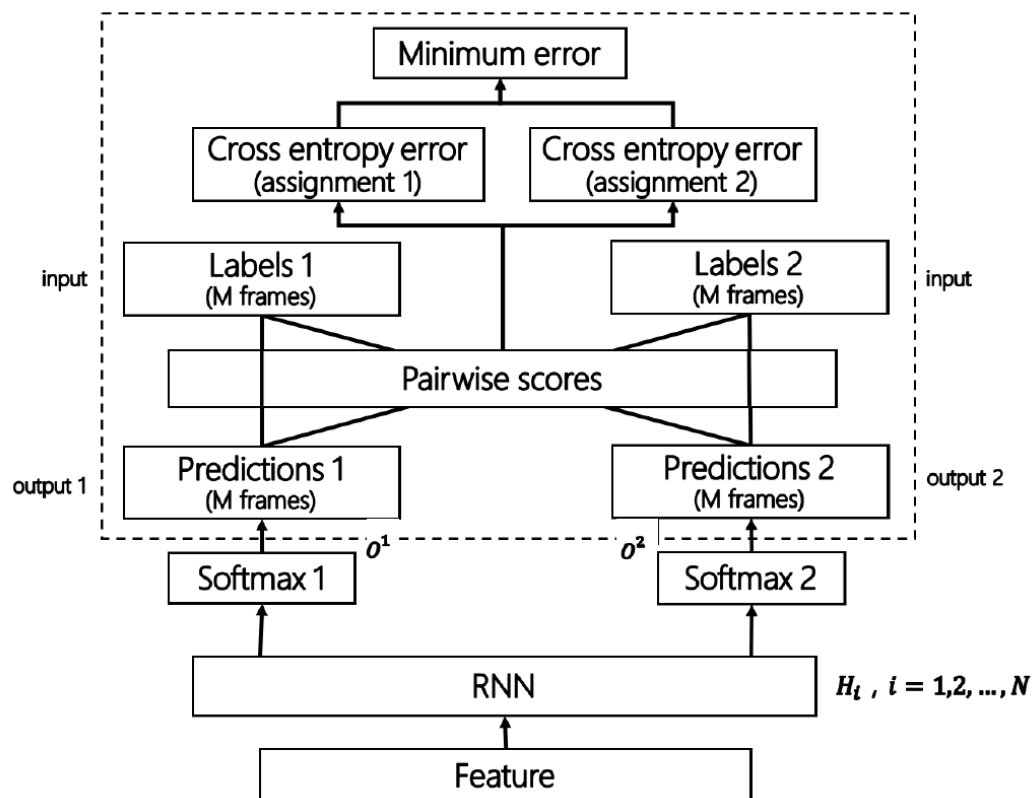 Minimum error
Cross entropy error
(assignment 1)
Cross entropy error
(assignment 2)
input
Labels 1
(M frames)
Labels 2
(M frames)
input
Pairwise scores
output 1
Predictions 1
(M frames)
Predictions 2
(M frames)
output 2
O¹
O²
Softmax 1
Softmax 2
RNN
Hᵢ , i = 1,2, ..., N
Feature